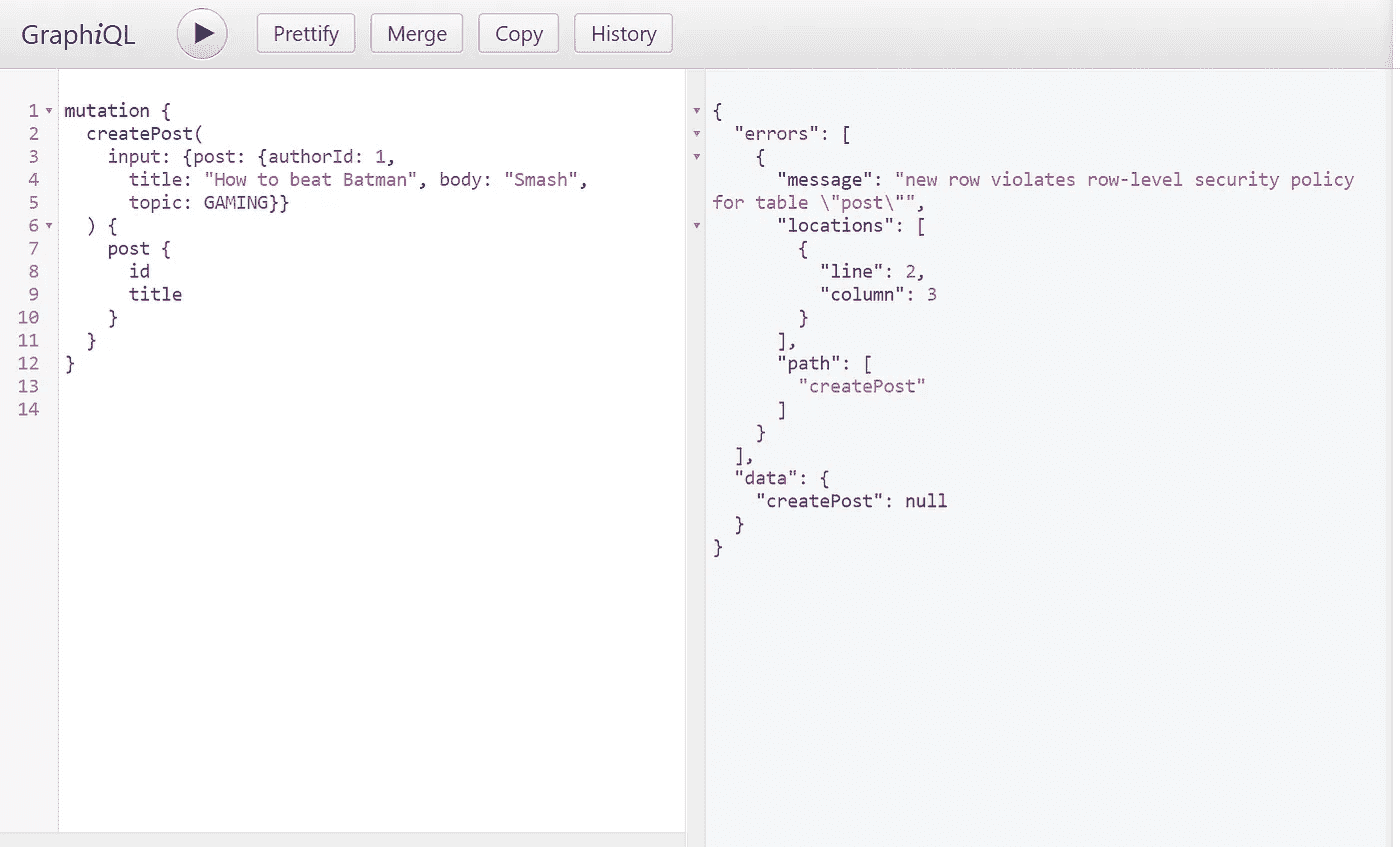 GraphiQL Prettify Merge Copy History
1 mutation {
2 createPost(
3 input: {post: {authorId: 1,
4 title: "How to beat Batman", body: "Smash",
5 topic: GAMING}}
6 ) {
7 post {
8 id
9 title
10 }
11 }
12 }
13
14
{
"errors": [
{
"message": "new row violates row-level security policy
for table \"post\"",
"locations": [
{
"line": 2,
"column": 3
}
],
"path": [
"createPost"
]
}
],
"data": {
"createPost": null
}
}